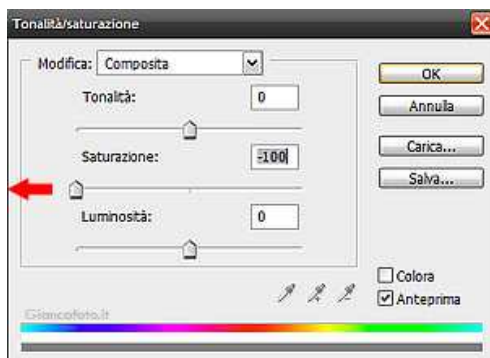 Tonalità/saturazione
Modifica: Composita
OK
Tonalità: 0
Annulla
Saturazione: -100
Carica...
Salva...
Luminosità: 0
Colora
Anteprima
Giancofoto.it